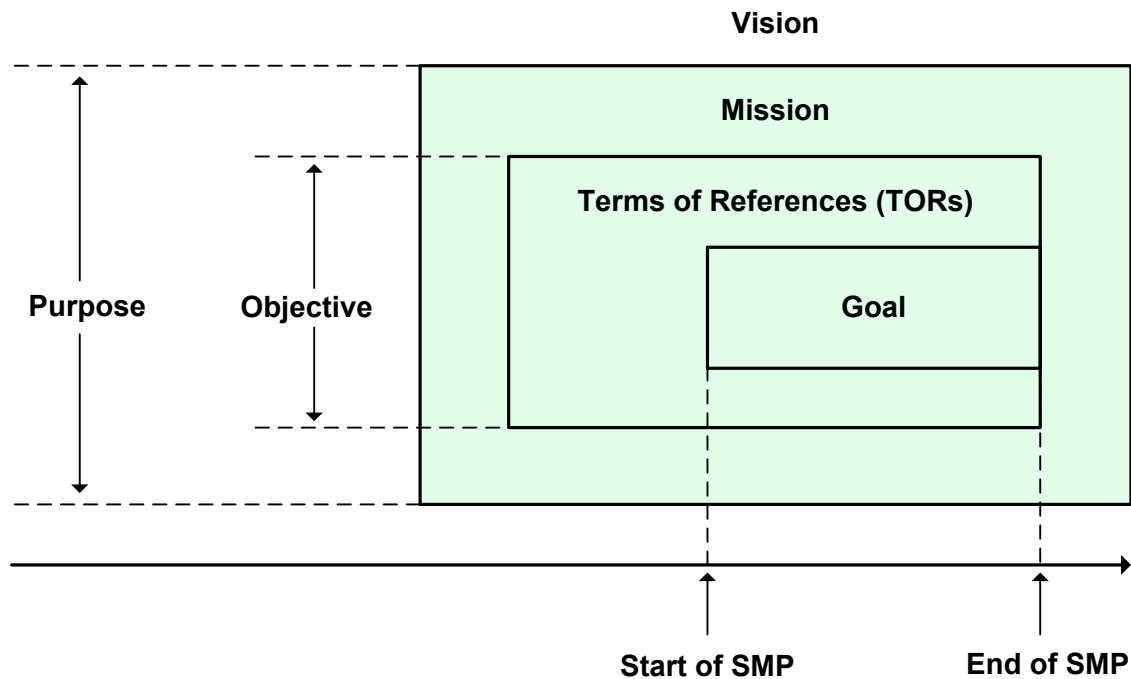 Vision
Mission
Terms of References (TORs)
Purpose
Objective
Goal
Start of SMP
End of SMP